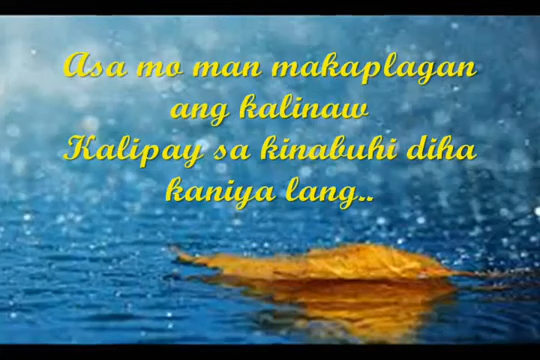 Asa mo man makaplagan
ang kalinaw
Kalipay sa kinabuhi diha
kaniya lang..